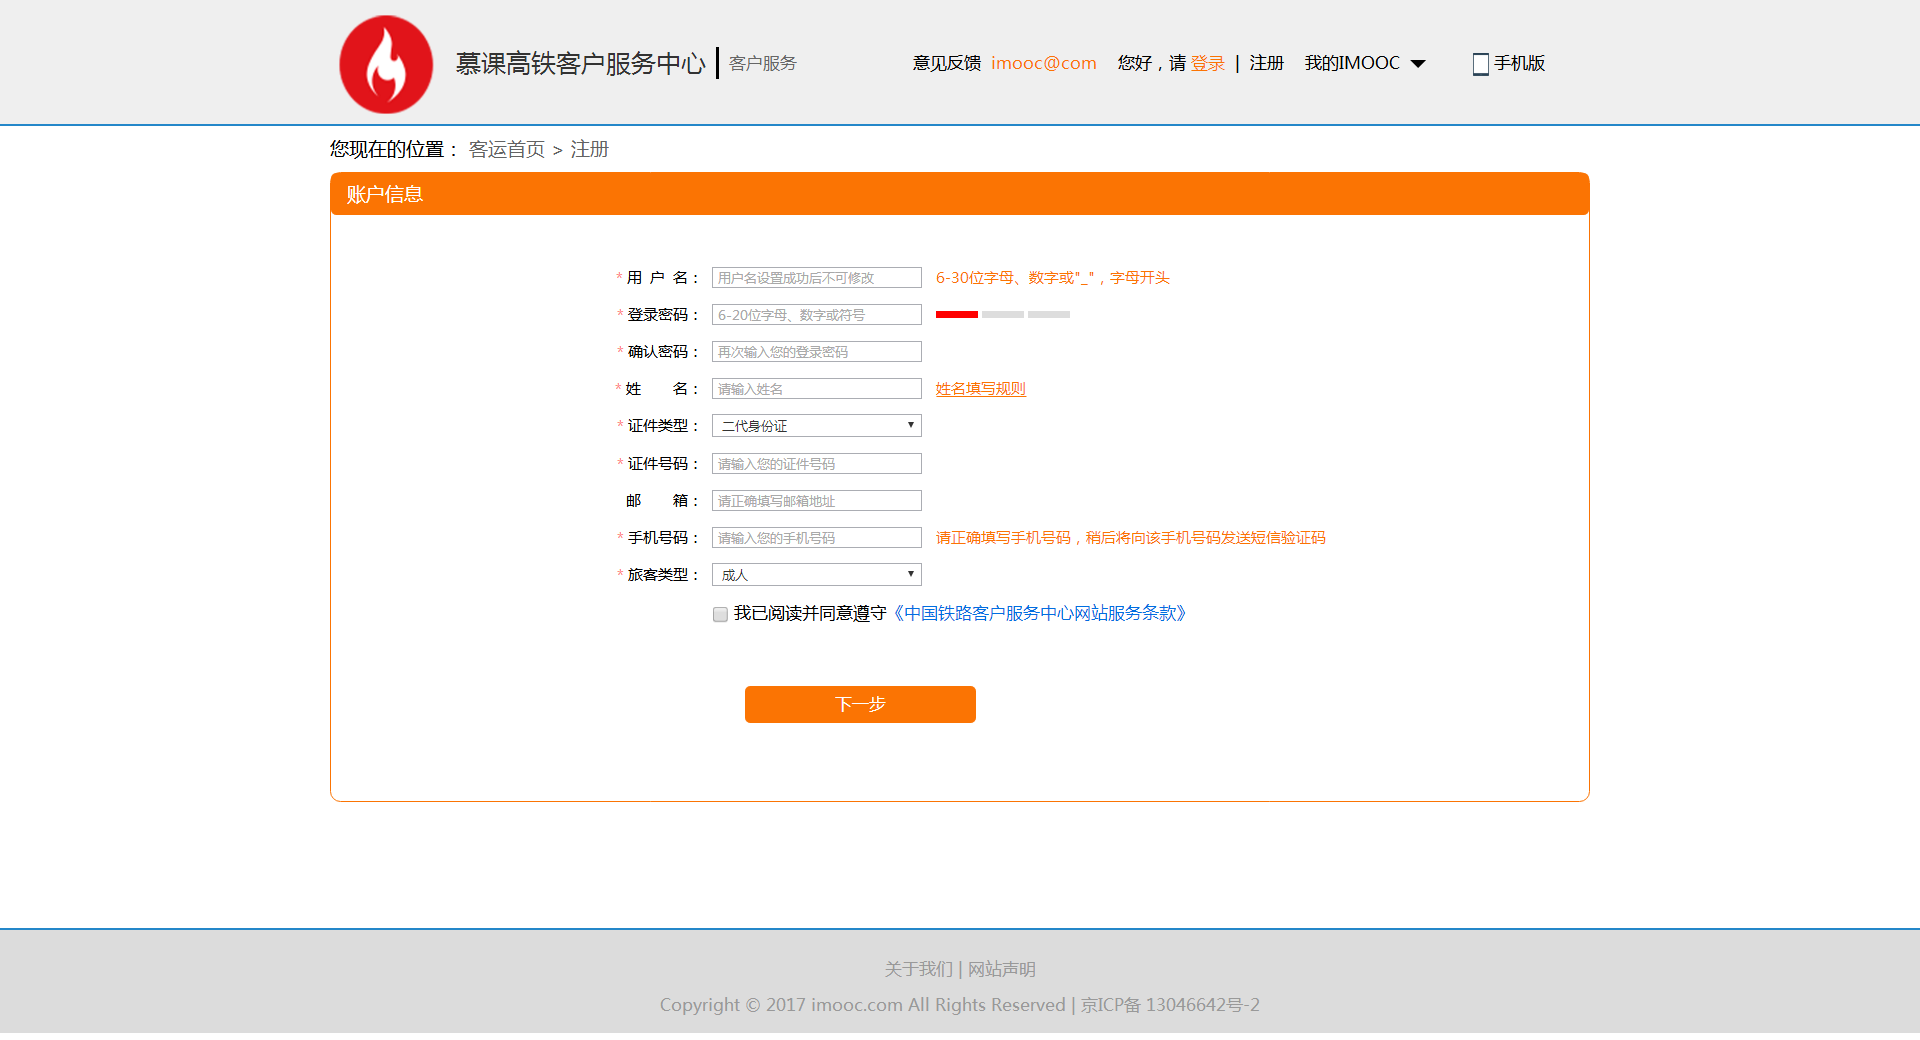 慕课高铁客户服务中心 客户服务 意见反馈 imooc@com 您好，请 登录 | 注册 我的IMOOC 手机版
您现在的位置： 客运首页 > 注册
账户信息
* 用 户 名： 用户名设置成功后不可修改 6-30位字母、数字或"_"，字母开头
* 登录密码： 6-20位字母、数字或符号
* 确认密码： 再次输入您的登录密码
* 姓 名： 请输入姓名 姓名填写规则
* 证件类型： 二代身份证
* 证件号码： 请输入您的证件号码
邮 箱： 请正确填写邮箱地址
* 手机号码： 请输入您的手机号码 请正确填写手机号码，稍后将向该手机号码发送短信验证码
* 旅客类型： 成人
我已阅读并同意遵守《中国铁路客户服务中心网站服务条款》
下一步
关于我们 | 网站声明
Copyright © 2017 imooc.com All Rights Reserved | 京ICP备 13046642号-2